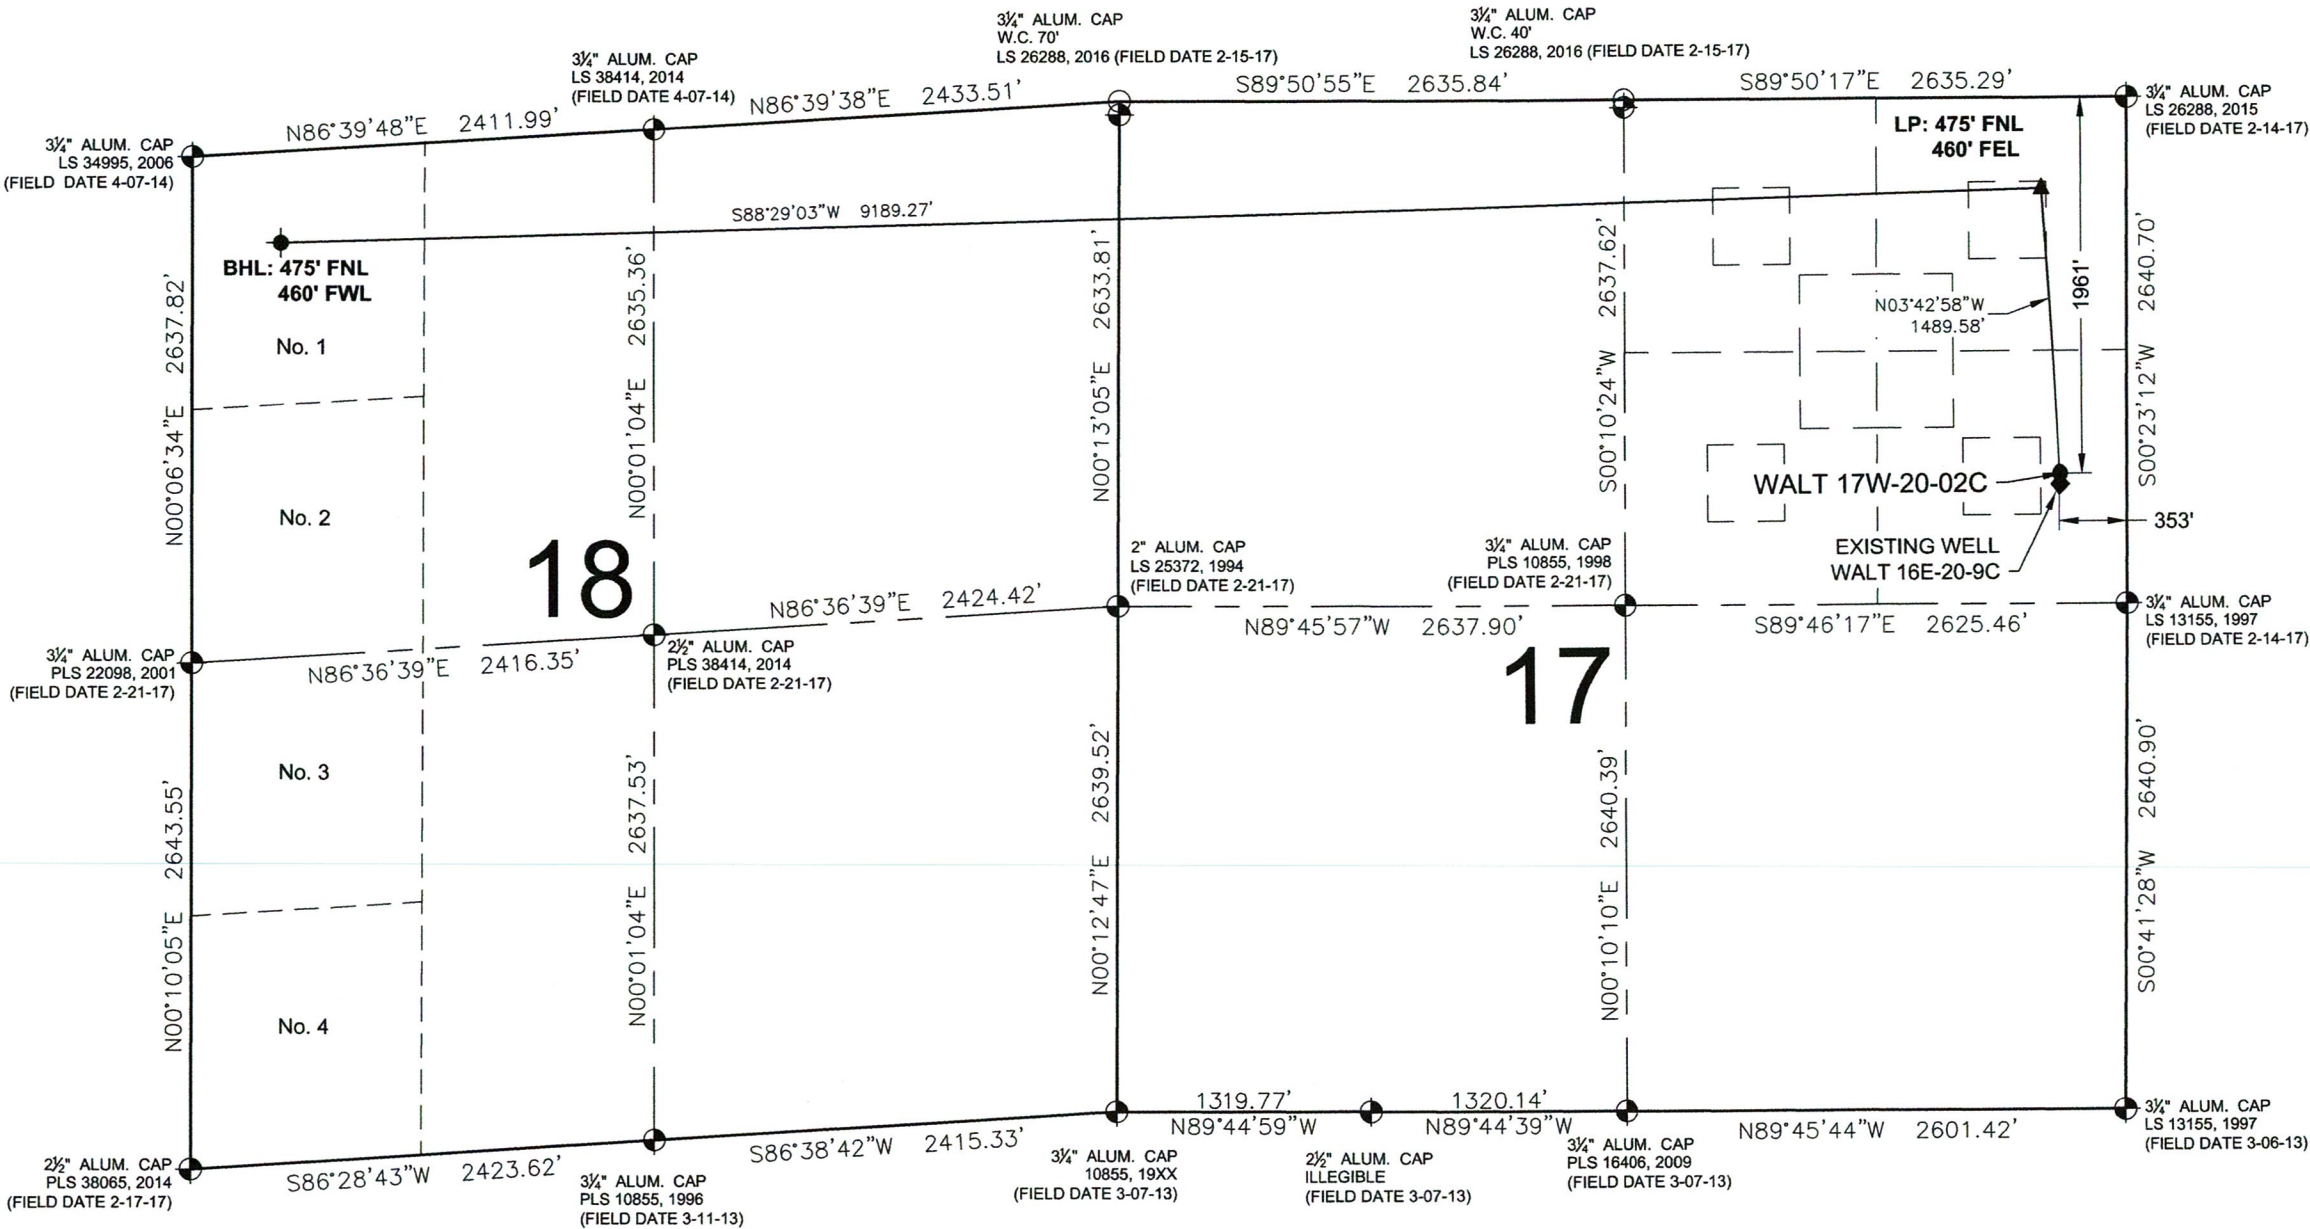 3¼" ALUM. CAP
W.C. 70'
LS 26288, 2016 (FIELD DATE 2-15-17)
3¼" ALUM. CAP
W.C. 40'
LS 26288, 2016 (FIELD DATE 2-15-17)
3¼" ALUM. CAP
LS 38414, 2014
(FIELD DATE 4-07-14)
N86°39'38"E 2433.51'
S89°50'55"E 2635.84'
S89°50'17"E 2635.29'
3¼" ALUM. CAP
LS 26288, 2015
(FIELD DATE 2-14-17)
N86°39'48"E 2411.99'
3¼" ALUM. CAP
LS 34995, 2006
(FIELD DATE 4-07-14)
LP: 475' FNL
460' FEL
S88°29'03"W 9189.27'
BHL: 475' FNL
460' FWL
N00°06'34"E 2637.82'
N00°01'04"E 2635.36'
N00°13'05"E 2633.81'
S00°10'24"W 2637.62'
N03°42'58"W
1489.58'
1961'
S00°23'12"W 2640.70'
No. 1
No. 2
WALT 17W-20-02C
353'
EXISTING WELL
WALT 16E-20-9C
18
2" ALUM. CAP
LS 25372, 1994
(FIELD DATE 2-21-17)
3¼" ALUM. CAP
PLS 10855, 1998
(FIELD DATE 2-21-17)
N86°36'39"E 2424.42'
N89°45'57"W 2637.90'
S89°46'17"E 2625.46'
3¼" ALUM. CAP
LS 13155, 1997
(FIELD DATE 2-14-17)
3¼" ALUM. CAP
PLS 22098, 2001
(FIELD DATE 2-21-17)
N86°36'39"E 2416.35'
2½" ALUM. CAP
PLS 38414, 2014
(FIELD DATE 2-21-17)
17
No. 3
N00°10'05"E 2643.55'
N00°01'04"E 2637.53'
N00°12'47"E 2639.52'
N00°10'10"E 2640.39'
S00°41'28"W 2640.90'
No. 4
1319.77'
N89°44'59"W
1320.14'
N89°44'39"W
N89°45'44"W 2601.42'
3¼" ALUM. CAP
LS 13155, 1997
(FIELD DATE 3-06-13)
2½" ALUM. CAP
PLS 38065, 2014
(FIELD DATE 2-17-17)
S86°28'43"W 2423.62'
S86°38'42"W 2415.33'
3¼" ALUM. CAP
PLS 10855, 1996
(FIELD DATE 3-11-13)
3¼" ALUM. CAP
10855, 19XX
(FIELD DATE 3-07-13)
2½" ALUM. CAP
ILLEGIBLE
(FIELD DATE 3-07-13)
3¼" ALUM. CAP
PLS 16406, 2009
(FIELD DATE 3-07-13)